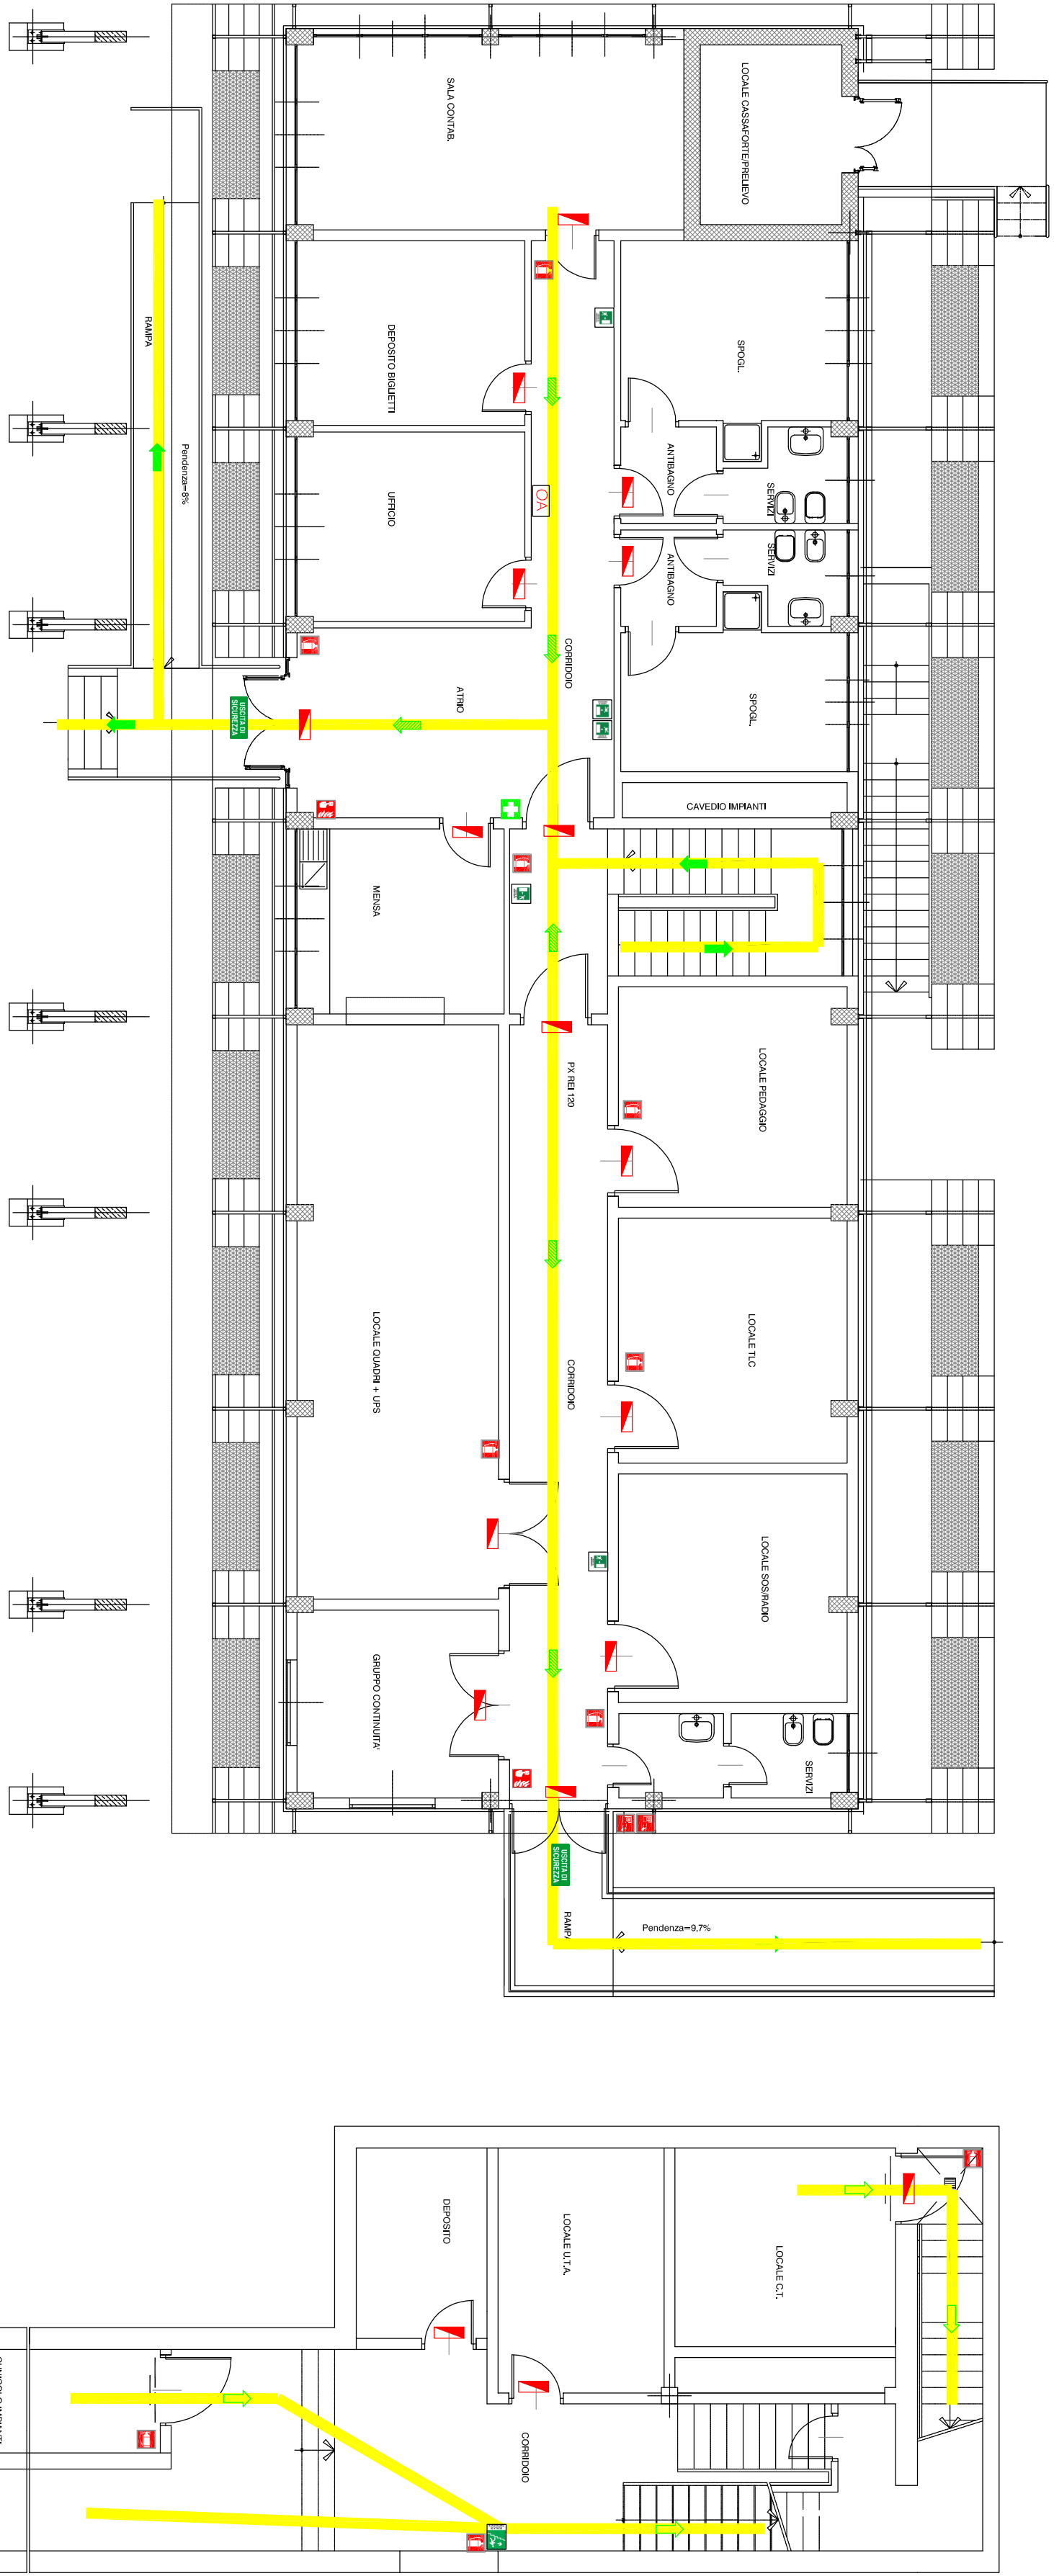 LOCALE CASSAFORTE/PRELIEVO
SALA CONTAB.
SPOGL.
DEPOSITO BIGLIETTI
RAMPA
Pendenza=8%
UFFICIO
OA
ANTIBAGNO
SERVIZI
ANTIBAGNO
SERVIZI
CORRIDOIO
ATRIO
SPOGL.
USCITA DI
SICUREZZA
CAVEDIO IMPIANTI
MENSA
LOCALE PEDAGGIO
PX REI 120
LOCALE TLC
LOCALE QUADRI + UPS
CORRIDOIO
LOCALE SOS/RADIO
GRUPPO CONTINUITA'
SERVIZI
USCITA DI
SICUREZZA
RAMPA
Pendenza=9,7%
DEPOSITO
LOCALE U.T.A.
LOCALE C.T.
CORRIDOIO